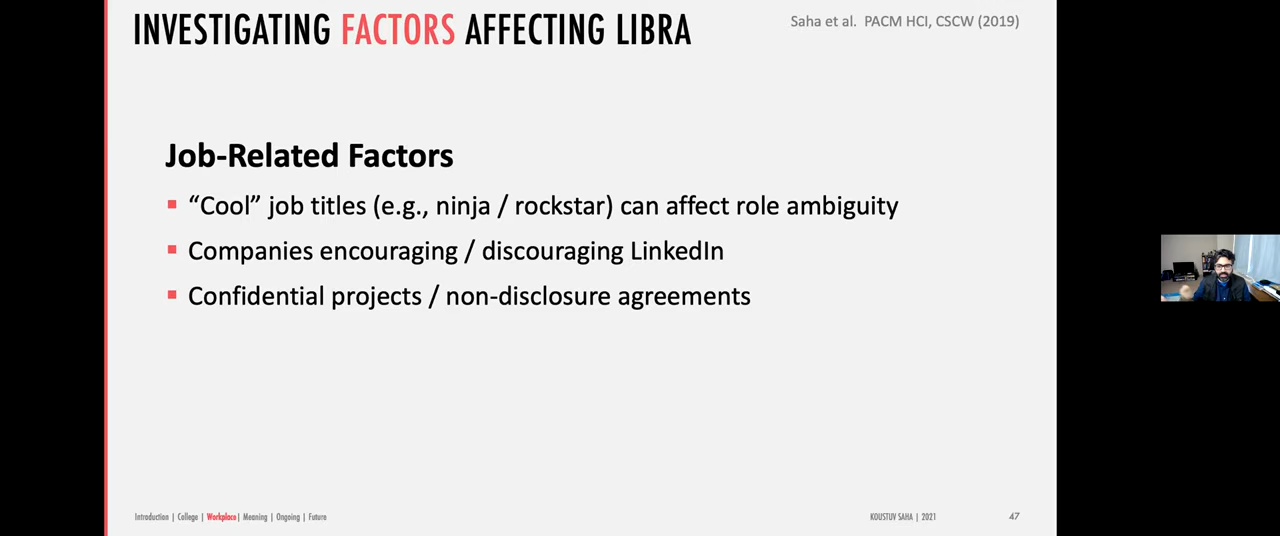 INVESTIGATING FACTORS AFFECTING LIBRA
Saha et al. PACM HCI, CSCW (2019)
Job-Related Factors
▪ “Cool” job titles (e.g., ninja / rockstar) can affect role ambiguity
▪ Companies encouraging / discouraging LinkedIn
▪ Confidential projects / non-disclosure agreements
Introduction | College | Workplace | Meaning | Ongoing | Future
KOUSTUV SAHA | 2021
47